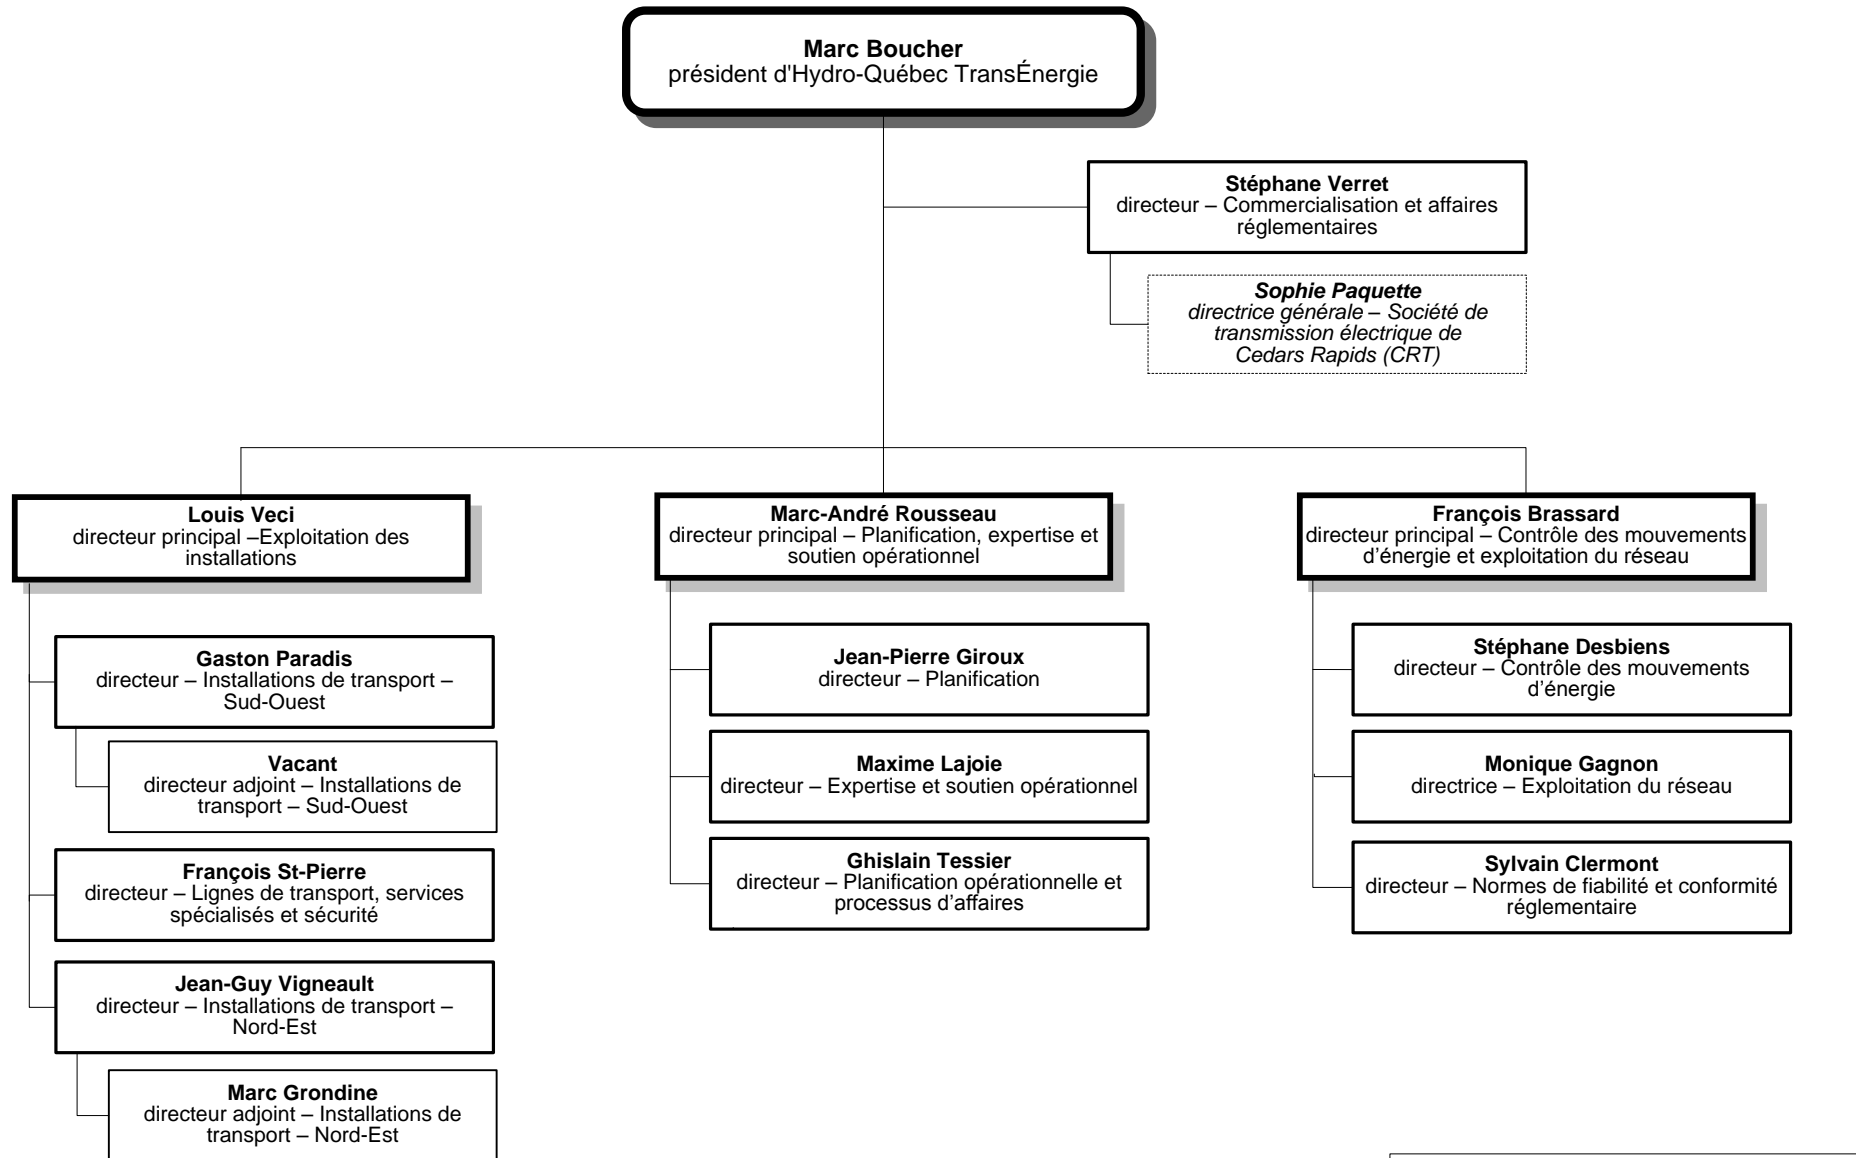 Marc Boucher
président d'Hydro-Québec TransÉnergie
Stéphane Verret
directeur – Commercialisation et affaires
réglementaires
Sophie Paquette
directrice générale – Société de
transmission électrique de
Cedars Rapids (CRT)
Louis Veci
directeur principal –Exploitation des
installations
Gaston Paradis
directeur – Installations de transport –
Sud-Ouest
Vacant
directeur adjoint – Installations de
transport – Sud-Ouest
François St-Pierre
directeur – Lignes de transport, services
spécialisés et sécurité
Jean-Guy Vigneault
directeur – Installations de transport –
Nord-Est
Marc Grondine
directeur adjoint – Installations de
transport – Nord-Est
Marc-André Rousseau
directeur principal – Planification, expertise et
soutien opérationnel
Jean-Pierre Giroux
directeur – Planification
Maxime Lajoie
directeur – Expertise et soutien opérationnel
Ghislain Tessier
directeur – Planification opérationnelle et
processus d’affaires
François Brassard
directeur principal – Contrôle des mouvements
d’énergie et exploitation du réseau
Stéphane Desbiens
directeur – Contrôle des mouvements
d’énergie
Monique Gagnon
directrice – Exploitation du réseau
Sylvain Clermont
directeur – Normes de fiabilité et conformité
réglementaire